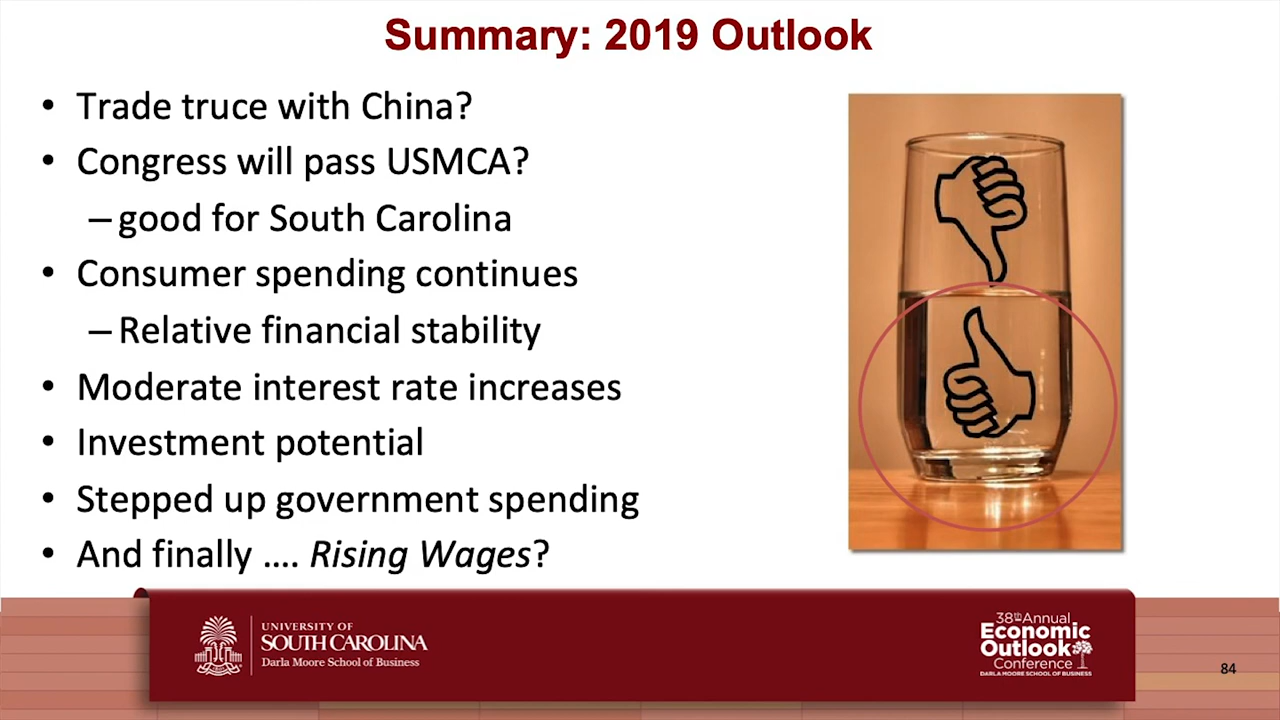 Summary: 2019 Outlook
• Trade truce with China?
• Congress will pass USMCA?
– good for South Carolina
• Consumer spending continues
– Relative financial stability
• Moderate interest rate increases
• Investment potential
• Stepped up government spending
• And finally .... Rising Wages?
UNIVERSITY OF
SOUTH CAROLINA
Darla Moore School of Business
38th Annual
Economic
Outlook
Conference
DARLA MOORE SCHOOL OF BUSINESS
84